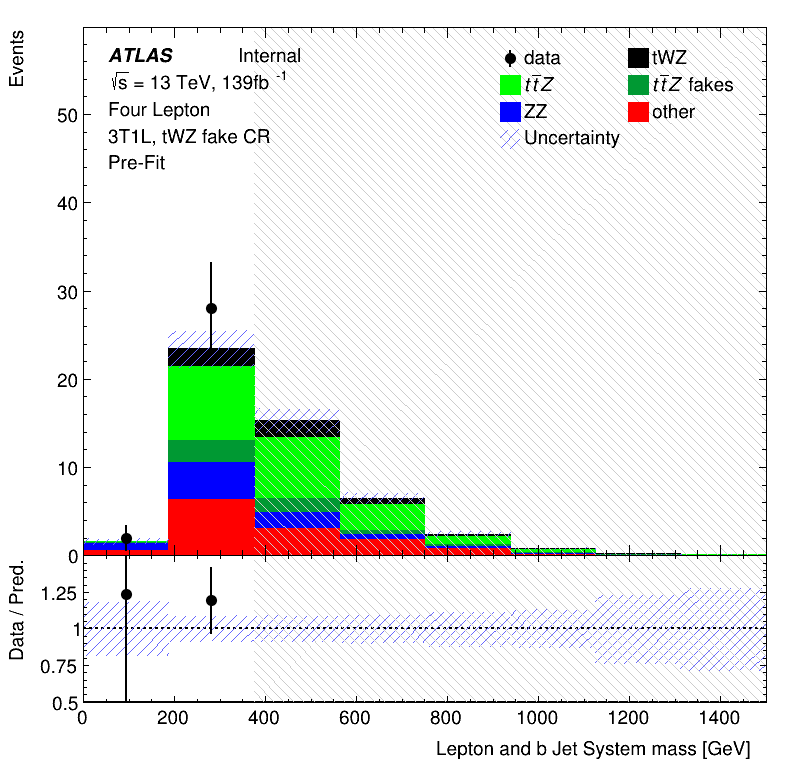 Events
ATLAS Internal
√s = 13 TeV, 139fb⁻¹
Four Lepton
3T1L, tWZ fake CR
Pre-Fit
data tWZ
tt̅Z tt̅Z fakes
ZZ other
Uncertainty
50
40
30
20
10
0
Data / Pred.
1.25
1
0.75
0.5
0 200 400 600 800 1000 1200 1400
Lepton and b Jet System mass [GeV]